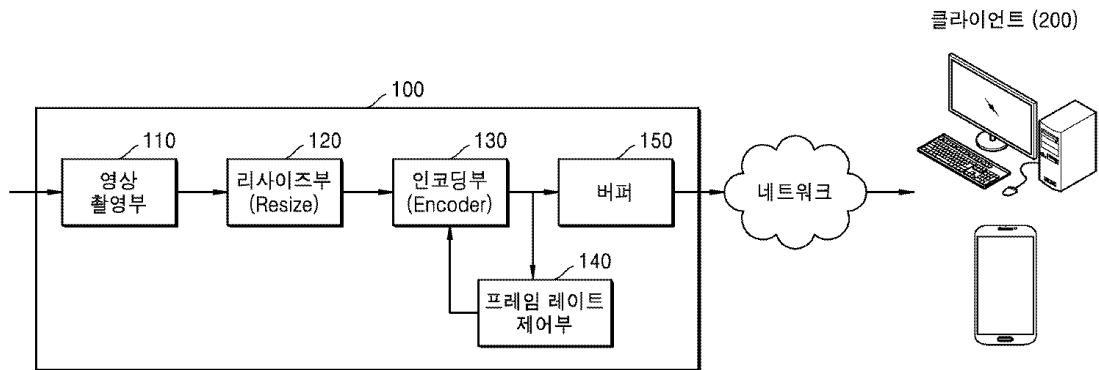 클라이언트 (200)
100
110
120
130
150
영상
촬영부
리사이즈부
(Resize)
인코딩부
(Encoder)
버퍼
네트워크
140
프레임 레이트
제어부